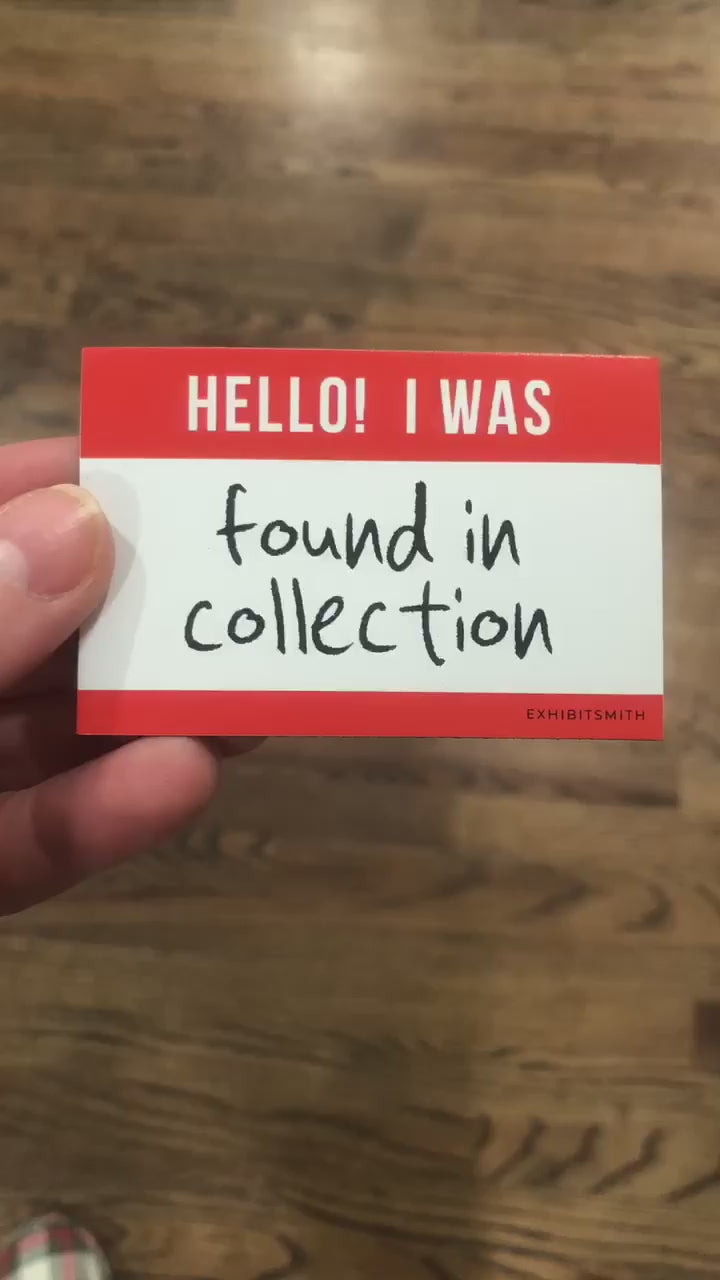 HELLO! I WAS
found in
collection
EXHIBITSMITH